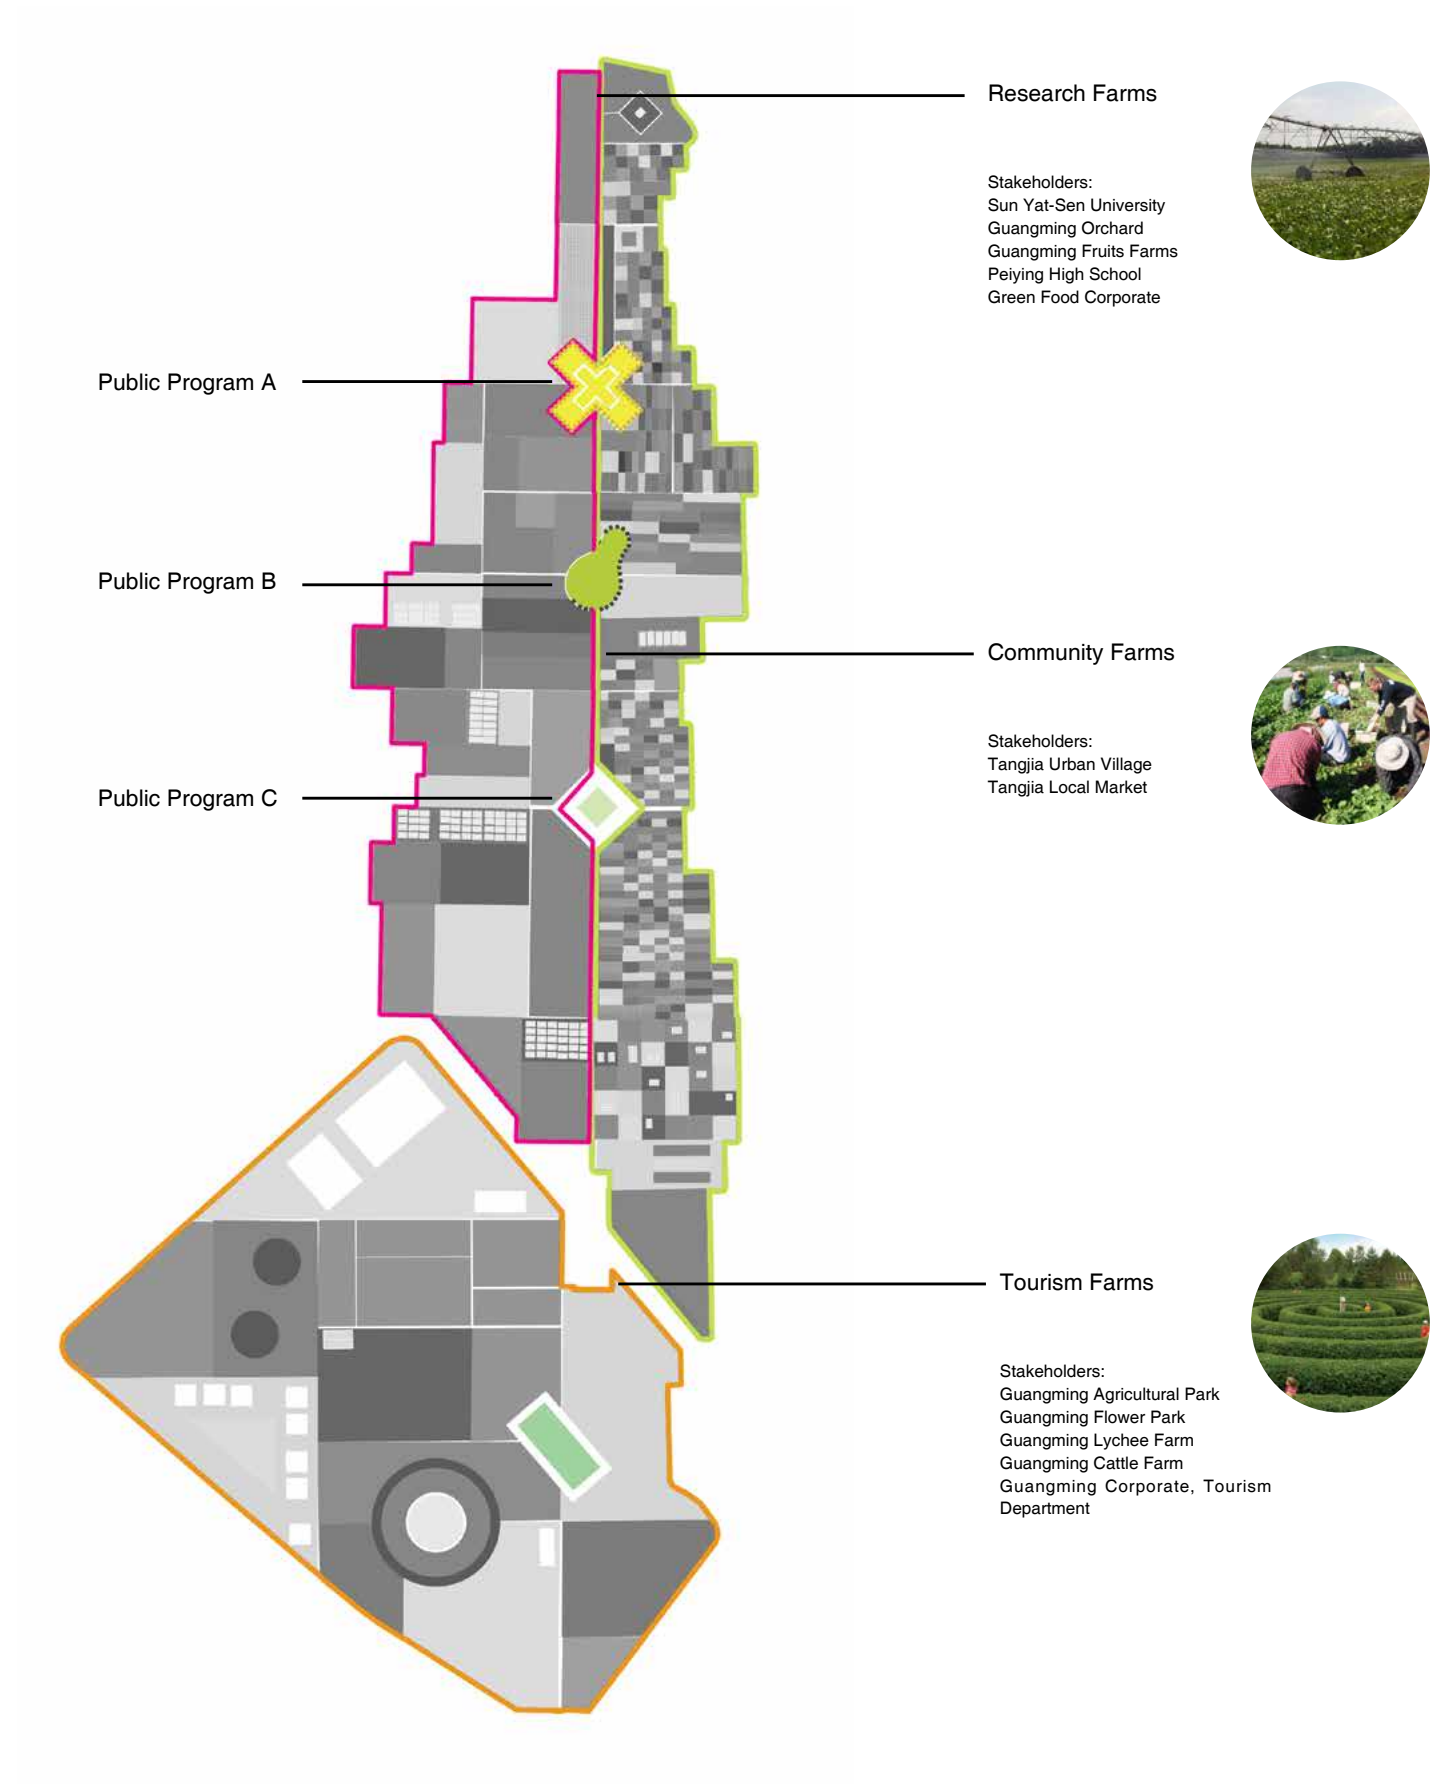 Research Farms
Stakeholders:
Sun Yat-Sen University
Guangming Orchard
Guangming Fruits Farms
Peiying High School
Green Food Corporate
Public Program A
Public Program B
Community Farms
Stakeholders:
Tangjia Urban Village
Tangjia Local Market
Public Program C
Tourism Farms
Stakeholders:
Guangming Agricultural Park
Guangming Flower Park
Guangming Lychee Farm
Guangming Cattle Farm
Guangming Corporate, Tourism
Department